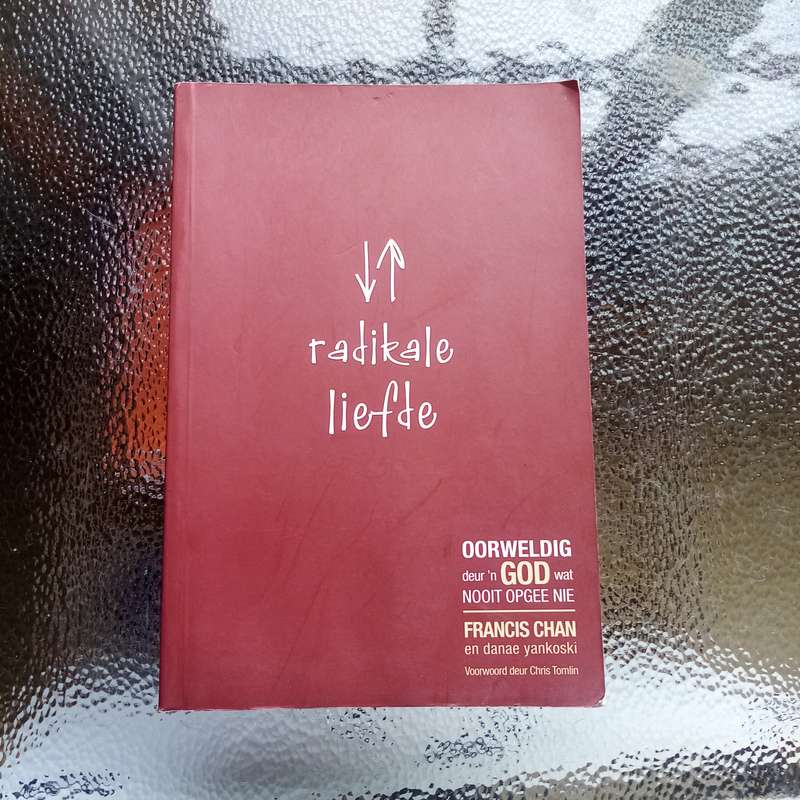 radikale
liefde
OORWELDIG
deur 'n GOD wat
NOOIT OPGEE NIE
FRANCIS CHAN
en danae yankoski
Voorwoord deur Chris Tomlin